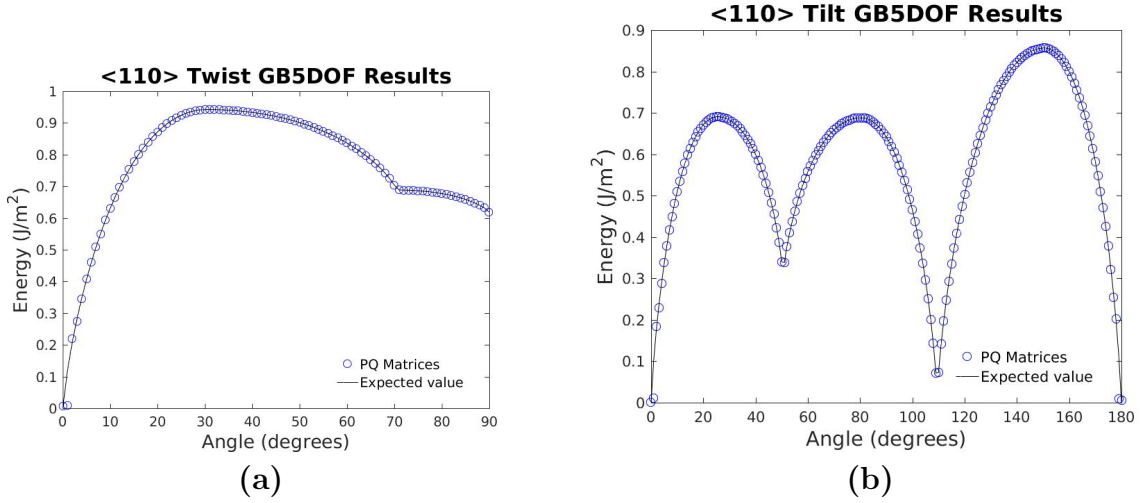 <110> Twist GB5DOF Results
Energy (J/m²)
1
0.9
0.8
0.7
0.6
0.5
0.4
0.3
0.2
0.1
0
PQ Matrices
Expected value
0 10 20 30 40 50 60 70 80 90
Angle (degrees)
(a)
<110> Tilt GB5DOF Results
Energy (J/m²)
0.9
0.8
0.7
0.6
0.5
0.4
0.3
0.2
0.1
0
PQ Matrices
Expected value
0 20 40 60 80 100 120 140 160 180
Angle (degrees)
(b)